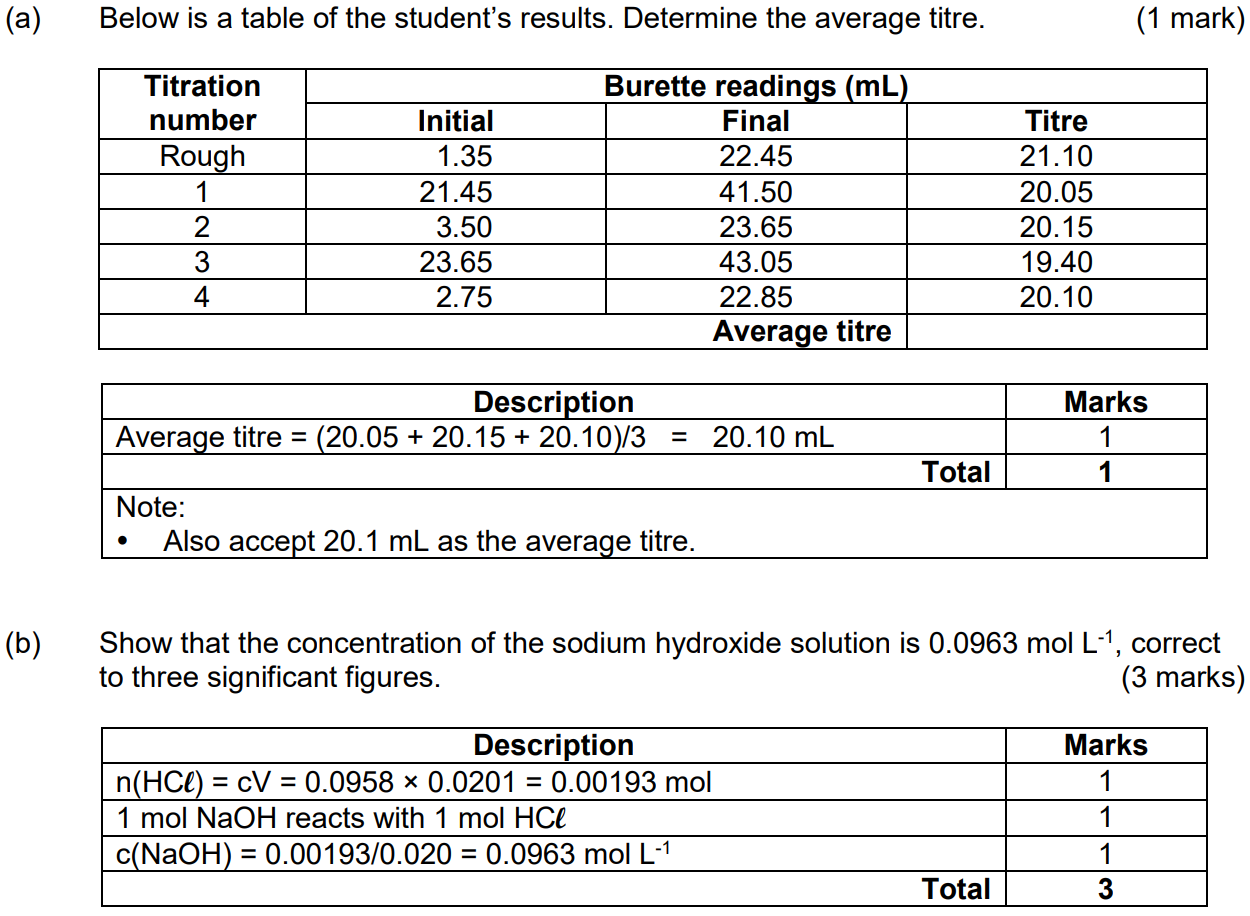 (a) Below is a table of the student’s results. Determine the average titre. (1 mark)
Titration number Burette readings (mL)
Initial Final Titre
Rough 1.35 22.45 21.10
1 21.45 41.50 20.05
2 3.50 23.65 20.15
3 23.65 43.05 19.40
4 2.75 22.85 20.10
Average titre
Description Marks
Average titre = (20.05 + 20.15 + 20.10)/3 = 20.10 mL 1
Total 1
Note:
• Also accept 20.1 mL as the average titre.
(b) Show that the concentration of the sodium hydroxide solution is 0.0963 mol L⁻¹, correct
to three significant figures. (3 marks)
Description Marks
n(HCℓ) = cV = 0.0958 × 0.0201 = 0.00193 mol 1
1 mol NaOH reacts with 1 mol HCℓ 1
c(NaOH) = 0.00193/0.020 = 0.0963 mol L⁻¹ 1
Total 3